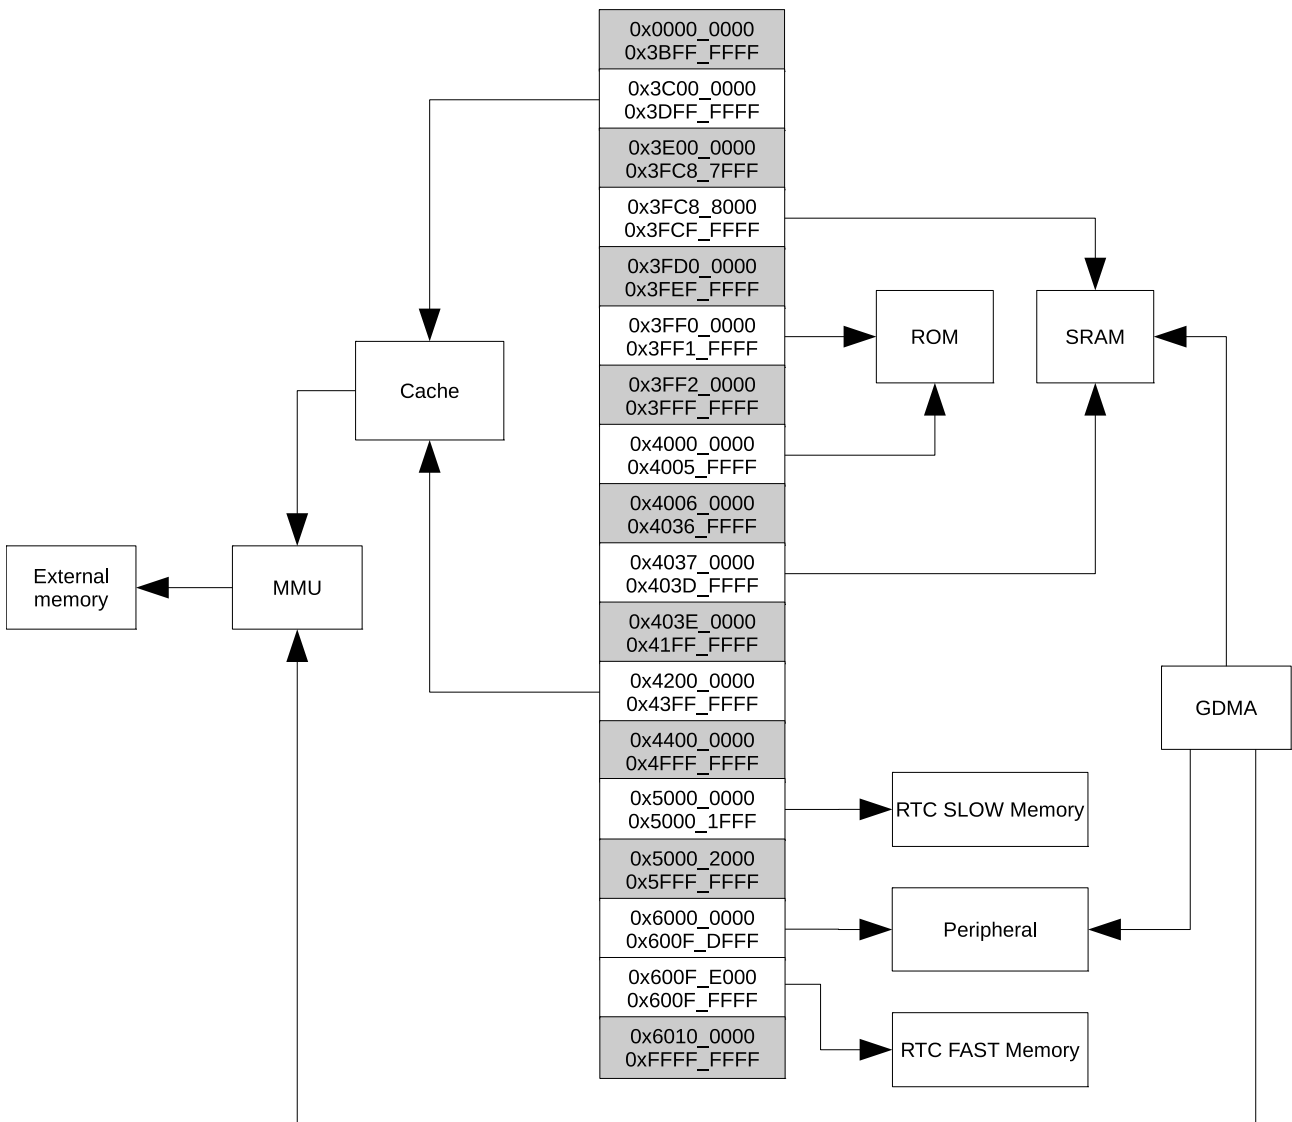 0x0000_0000
0x3BFF_FFFF
0x3C00_0000
0x3DFF_FFFF
0x3E00_0000
0x3FC8_7FFF
0x3FC8_8000
0x3FCF_FFFF
0x3FD0_0000
0x3FEF_FFFF
0x3FF0_0000
0x3FF1_FFFF
0x3FF2_0000
0x3FFF_FFFF
0x4000_0000
0x4005_FFFF
0x4006_0000
0x4036_FFFF
0x4037_0000
0x403D_FFFF
0x403E_0000
0x41FF_FFFF
0x4200_0000
0x43FF_FFFF
0x4400_0000
0x4FFF_FFFF
0x5000_0000
0x5000_1FFF
0x5000_2000
0x5FFF_FFFF
0x6000_0000
0x600F_DFFF
0x600F_E000
0x600F_FFFF
0x6010_0000
0xFFFF_FFFF
Cache
MMU
External
memory
ROM
SRAM
GDMA
RTC SLOW Memory
Peripheral
RTC FAST Memory